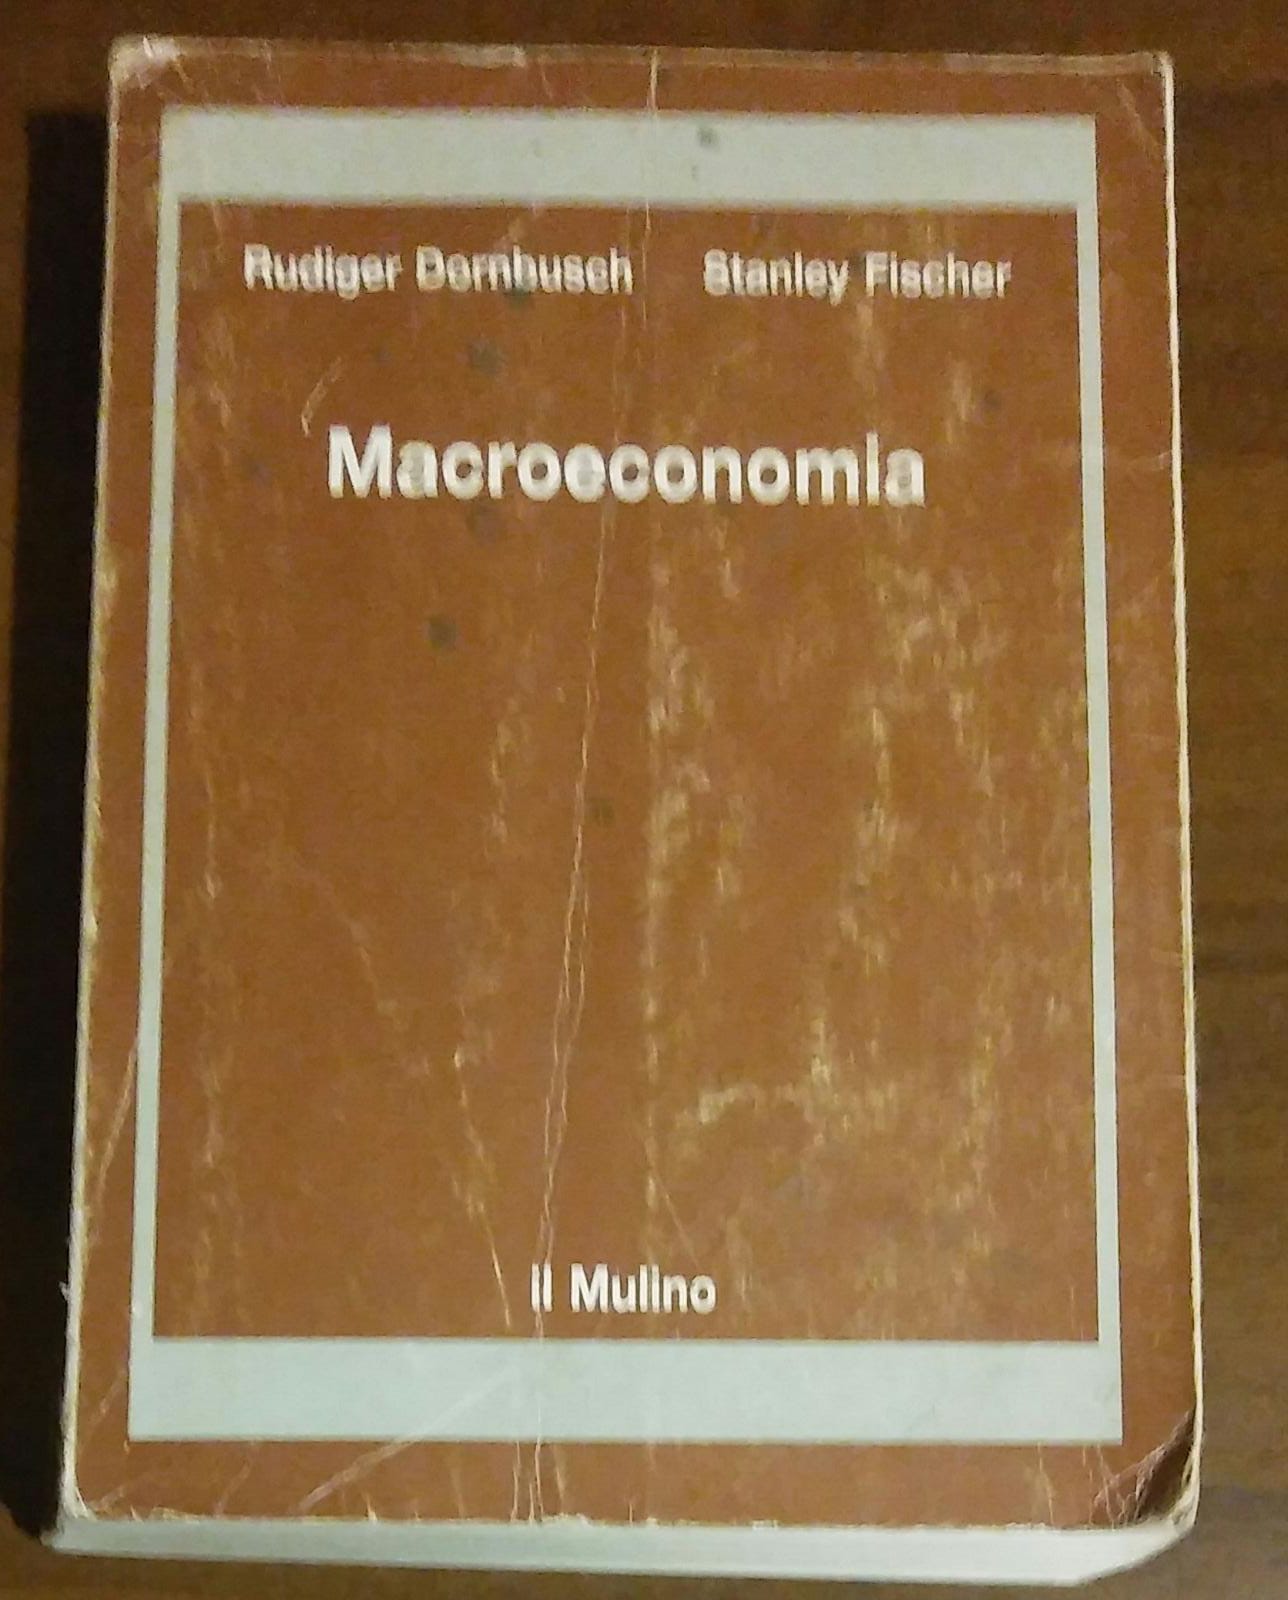 Rudiger Dornbusch Stanley Fischer
Macroeconomia
il Mulino